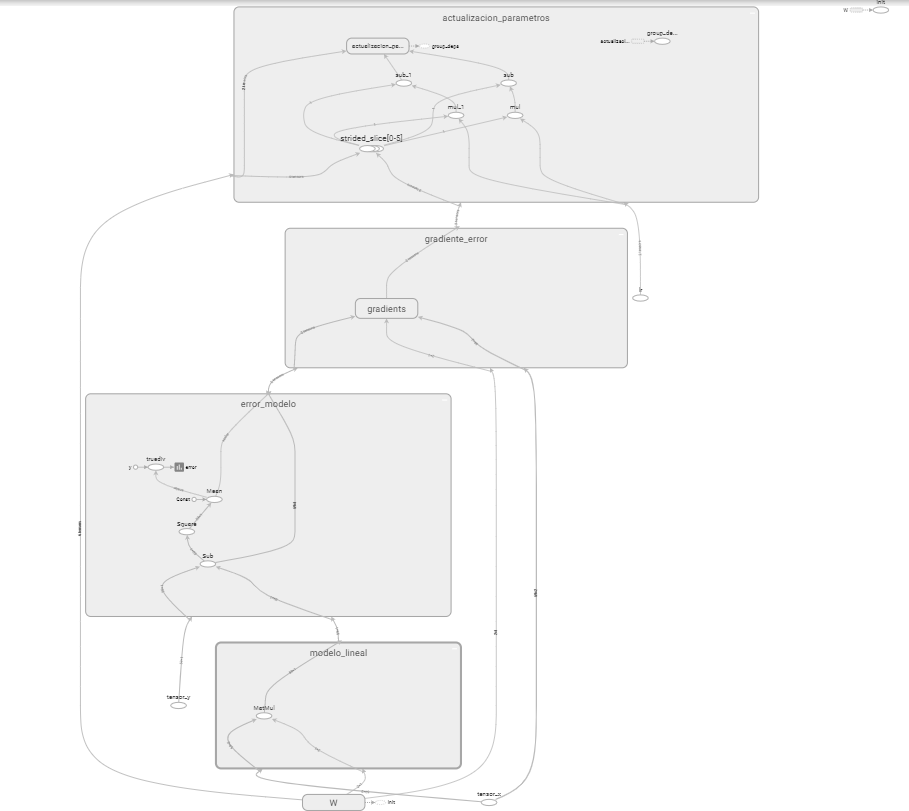 init
W
actualizacion_parametros
actualizacion_pa...
group_deps
actualizaci...
group_de...
sub_1
sub
mul_1
mul
strided_slice[0-5]
gradiente_error
lr
gradients
error_modelo
truediv
y
error
Mean
Const
Square
Sub
modelo_lineal
tensor_y
MatMul
tensor_x
W
init